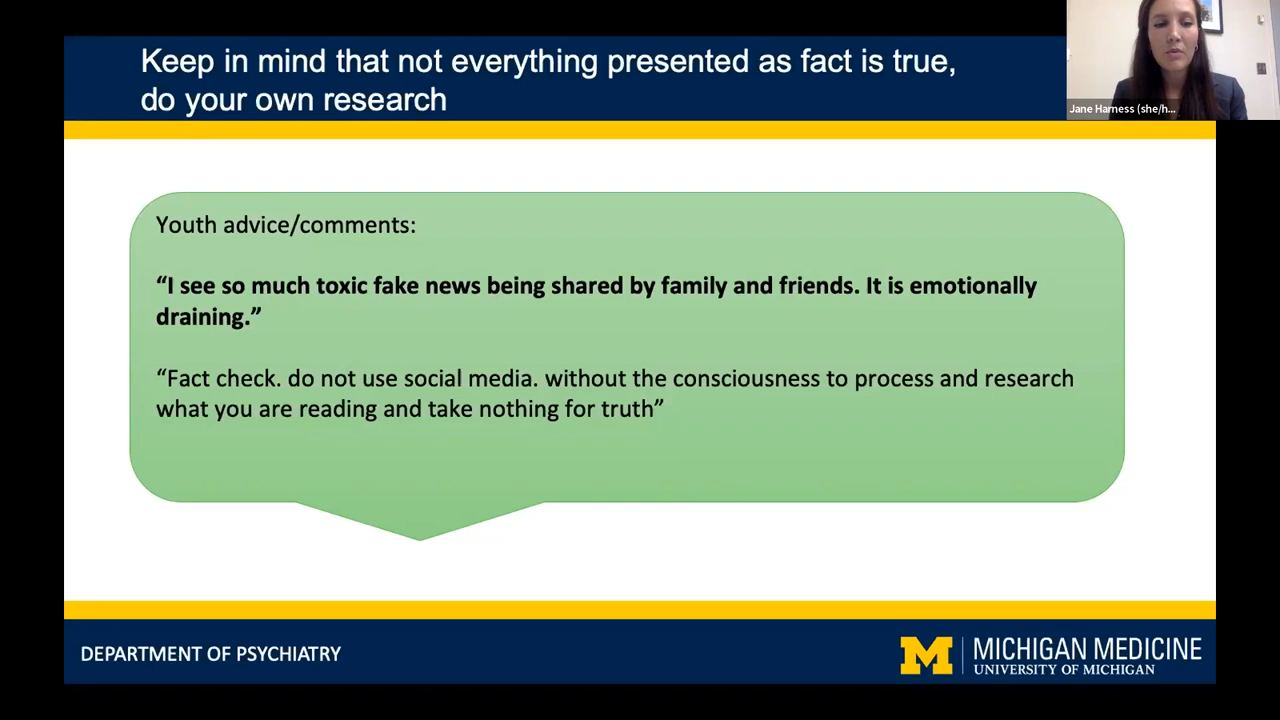 Keep in mind that not everything presented as fact is true,
do your own research
Jane Harness (she/h...
Youth advice/comments:
“I see so much toxic fake news being shared by family and friends. It is emotionally
draining.”
“Fact check. do not use social media. without the consciousness to process and research
what you are reading and take nothing for truth”
DEPARTMENT OF PSYCHIATRY
M
MICHIGAN MEDICINE
UNIVERSITY OF MICHIGAN